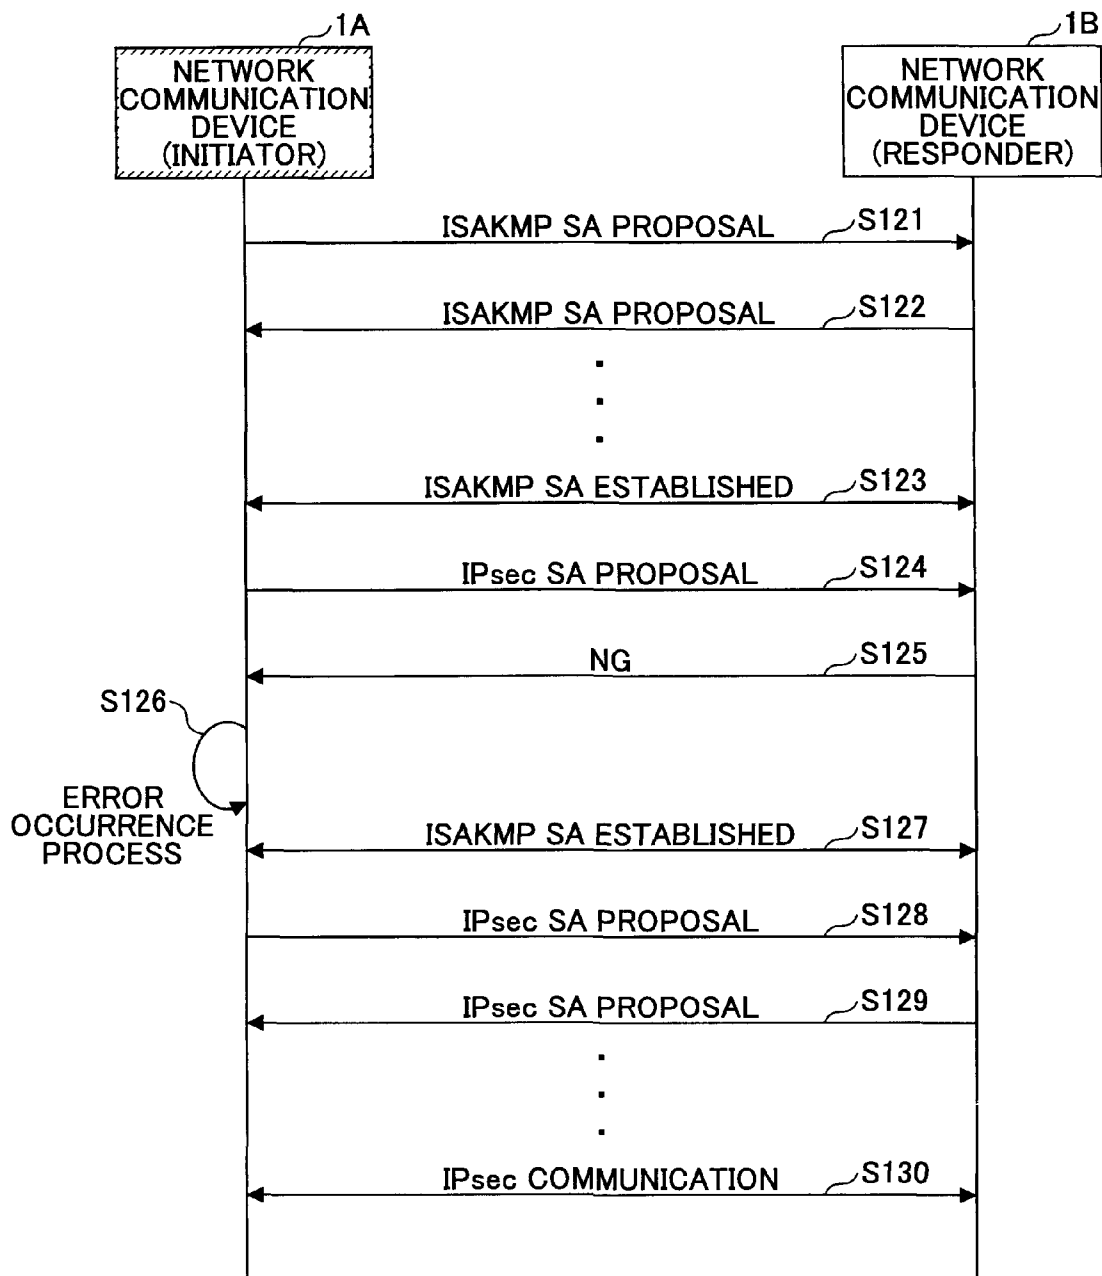 1A
NETWORK
COMMUNICATION
DEVICE
(INITIATOR)
1B
NETWORK
COMMUNICATION
DEVICE
(RESPONDER)
ISAKMP SA PROPOSAL
S121
ISAKMP SA PROPOSAL
S122
ISAKMP SA ESTABLISHED
S123
IPsec SA PROPOSAL
S124
NG
S125
S126
ERROR
OCCURRENCE
PROCESS
ISAKMP SA ESTABLISHED
S127
IPsec SA PROPOSAL
S128
IPsec SA PROPOSAL
S129
IPsec COMMUNICATION
S130